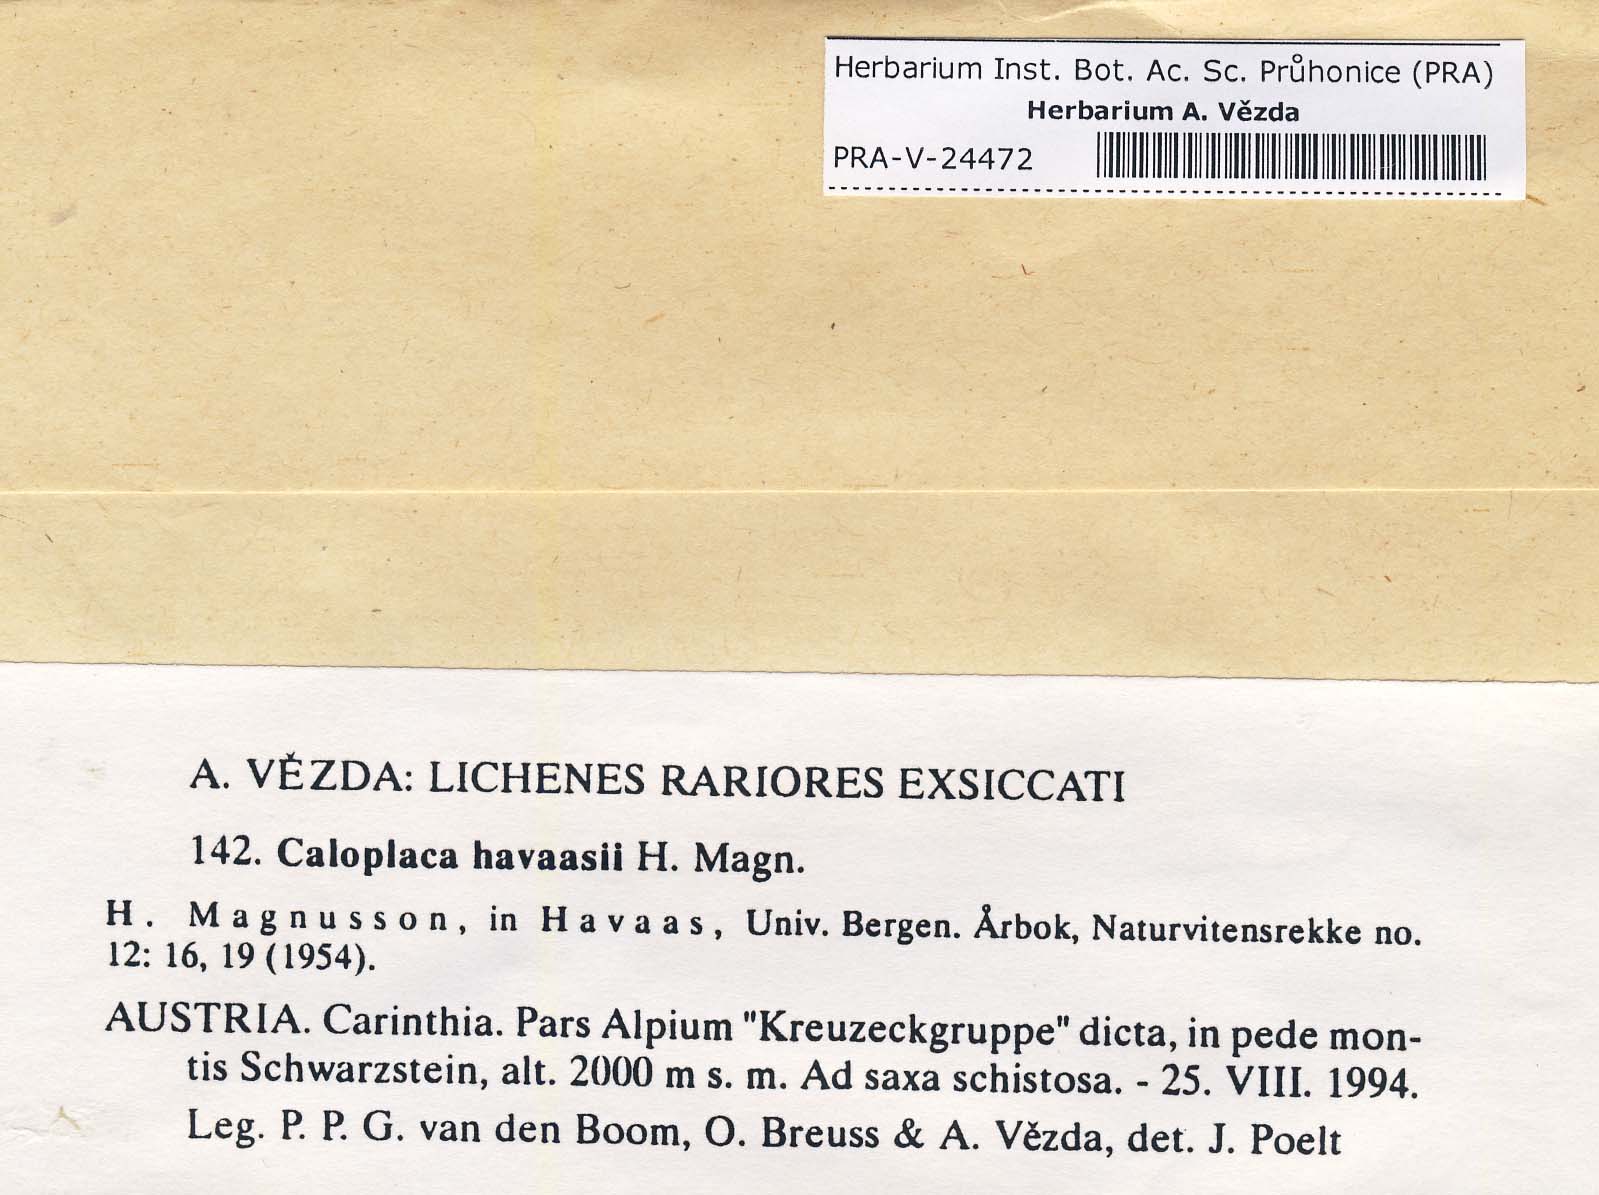 Herbarium Inst. Bot. Ac. Sc. Průhonice (PRA)
Herbarium A. Vězda
PRA-V-24472
A. VĚZDA: LICHENES RARIORES EXSICCATI
142. Caloplaca havaasii H. Magn.
H. Magnusson, in Havaas, Univ. Bergen. Årbok, Naturvitensrekke no.
12: 16, 19 (1954).
AUSTRIA. Carinthia. Pars Alpium "Kreuzeckgruppe" dicta, in pede mon-
tis Schwarzstein, alt. 2000 m s. m. Ad saxa schistosa. - 25. VIII. 1994.
Leg. P. P. G. van den Boom, O. Breuss & A. Vězda, det. J. Poelt